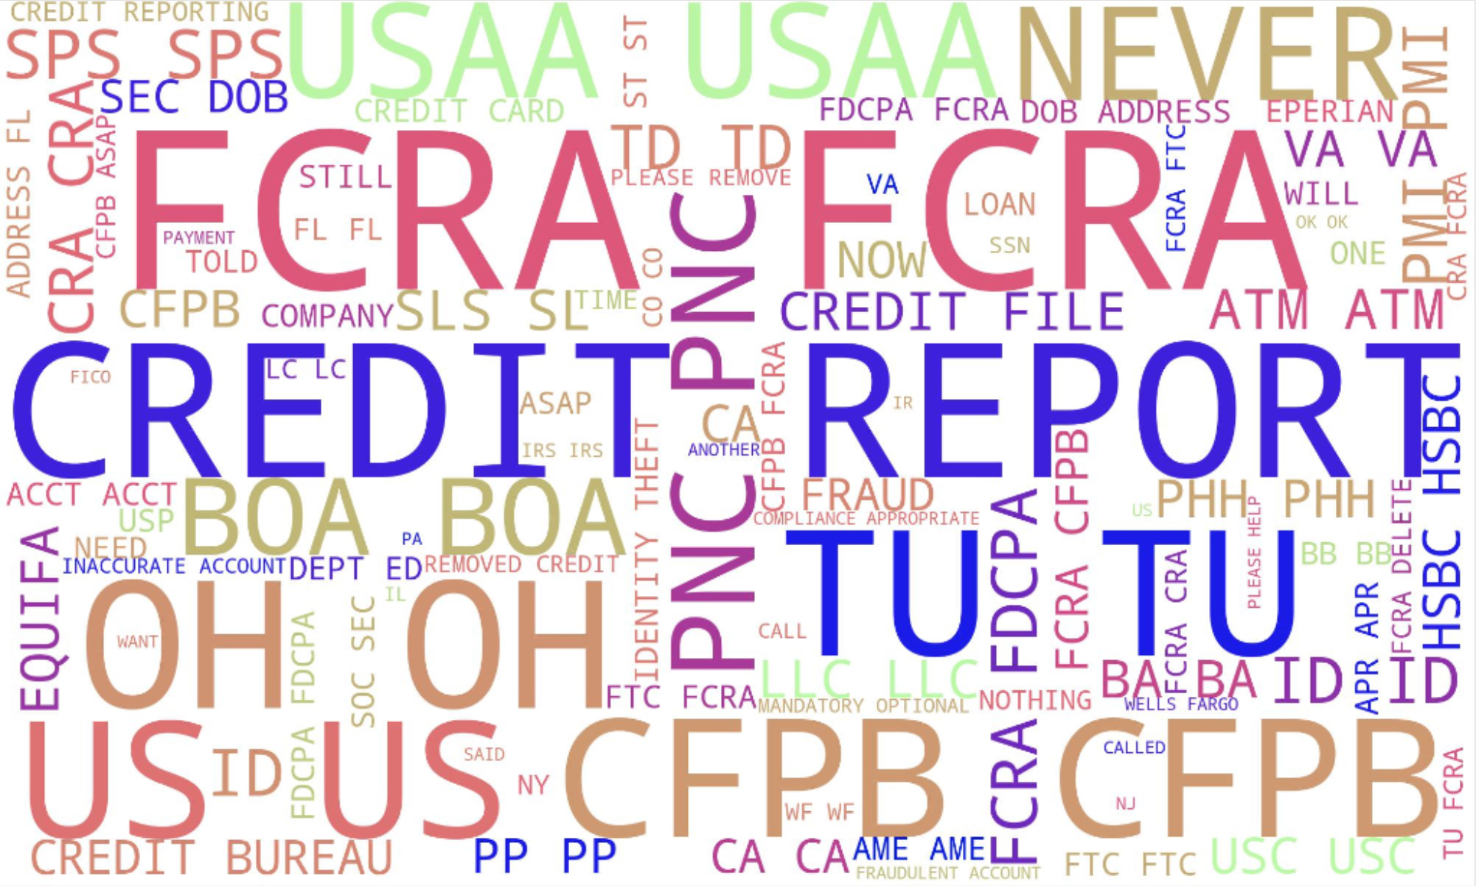 CREDIT REPORTING
USAA USAA
NEVER
SPS SPS
ST ST
PMI PMI
SEC DOB
CREDIT CARD
FDCPA FCRA
DOB ADDRESS
EPERIAN
ADDRESS FL
CRA CRA
CFPB ASAP
FCRA FCRA
TD TD
PLEASE REMOVE
STILL
VA
LOAN
FCRA FTC
VA VA
WILL
OK OK
ONE
CRA FCRA
PAYMENT
FL FL
TOLD
NOW
SSN
CO CO
PNC PNC
CFPB
COMPANY
SLS SL
TIME
CREDIT FILE
ATM ATM
CREDIT REPORT
FICO
LC LC
ASAP
IRS IRS
CA
ANOTHER
CFPB FCRA
IR
HSBC HSBC
ACCT ACCT
USP
BOA BOA
PA
NEED
INACCURATE ACCOUNT
DEPT ED
REMOVED CREDIT
IDENTITY THEFT
PNC PNC
FRAUD
COMPLIANCE APPROPRIATE
FDCPA FDCPA
FCRA CFPB
US
PHH PHH
PLEASE HELP
BB BB
FCRA DELETE
EQUIFA
OH OH
WANT
IL
FDCPA FDCPA
SOC SEC
TU TU
CALL
FCRA CRA
APR APR
LLC LLC
BA BA
ID ID
FTC FCRA
MANDATORY OPTIONAL
NOTHING
WELLS FARGO
US US
ID
SAID
NY
CFPB CFPB
WF WF
FCRA FDCPA
CALLED
NJ
TU FCRA
CREDIT BUREAU
PP PP
CA CA
AME AME
FRAUDULENT ACCOUNT
FTC FTC
USC USC